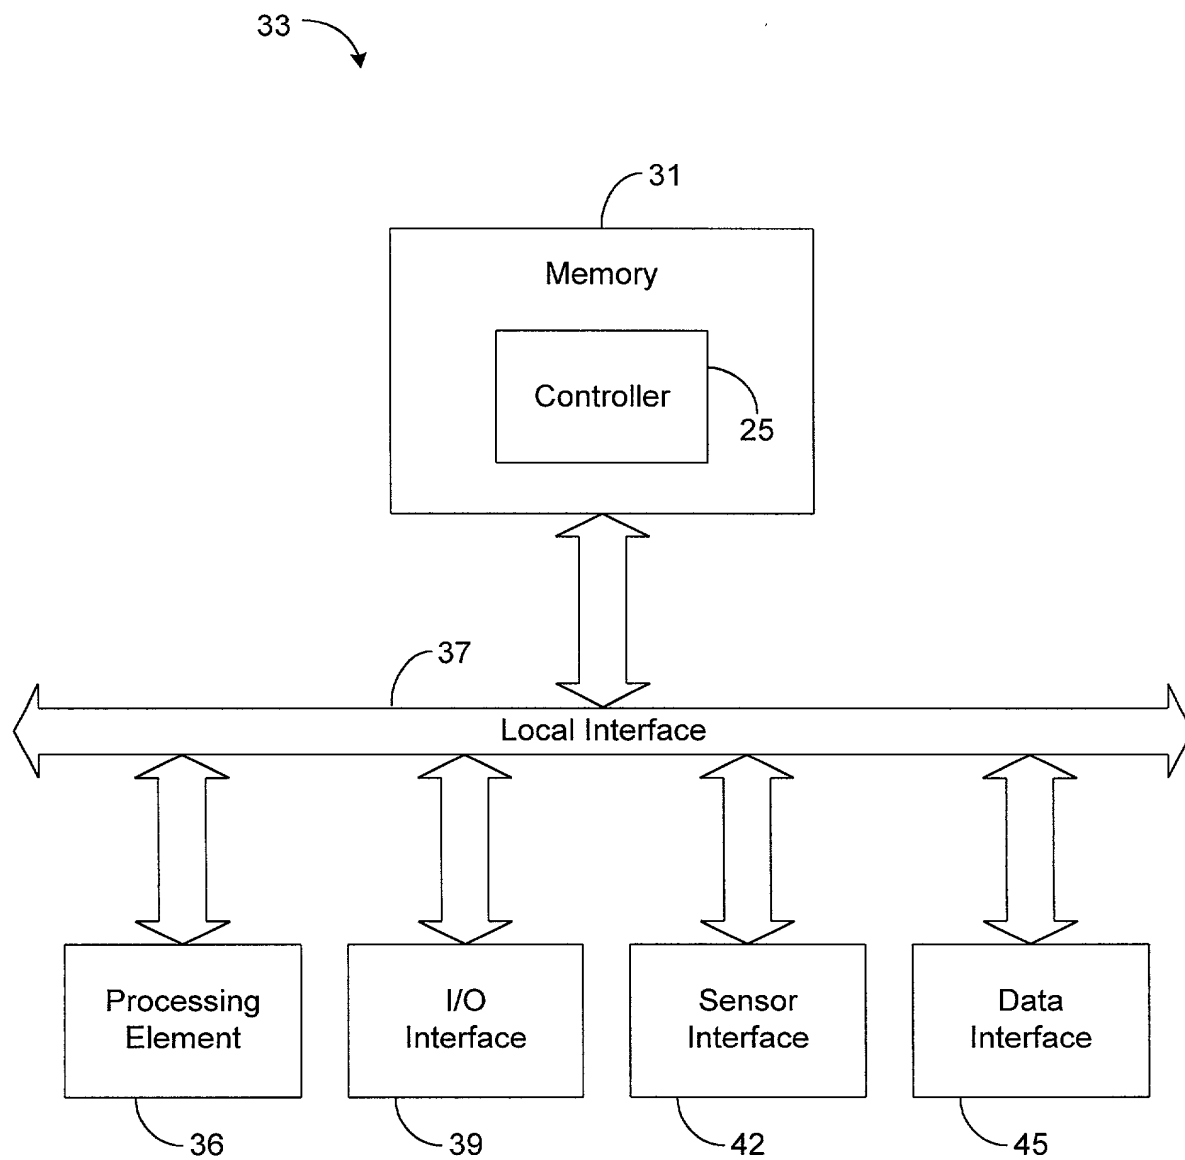 33
31
Memory
Controller
25
37
Local Interface
Processing
Element
I/O
Interface
Sensor
Interface
Data
Interface
36
39
42
45